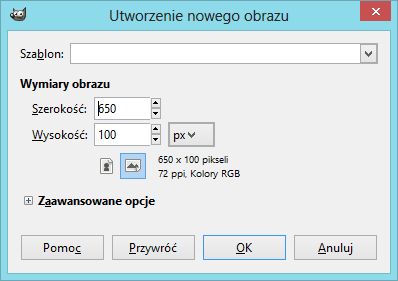 Utworzenie nowego obrazu
Szablon:
Wymiary obrazu
Szerokość: 650
Wysokość: 100 px
650 x 100 pikseli
72 ppi, Kolory RGB
Zaawansowane opcje
Pomoc Przywróć OK Anuluj